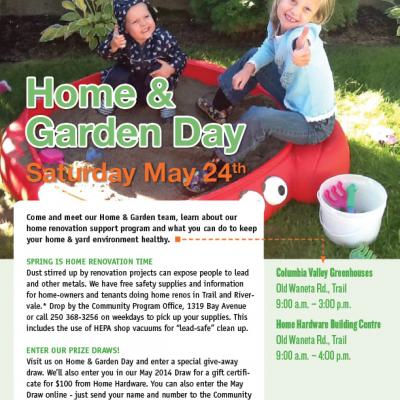 Home &
Garden Day
Saturday May 24th
Come and meet our Home & Garden team, learn about our
home renovation support program and what you can do to keep
your home & yard environment healthy.
SPRING IS HOME RENOVATION TIME
Dust stirred up by renovation projects can expose people to lead
and other metals. We have free safety supplies and information
for home-owners and tenants doing home renos in Trail and River-
vale.* Drop by the Community Program Office, 1319 Bay Avenue
or call 250 368-3256 on weekdays to pick up your supplies. This
includes the use of HEPA shop vacuums for "lead-safe" clean up.
ENTER OUR PRIZE DRAWS!
Visit us on Home & Garden Day and enter a special give-away
draw. We'll also enter you in our May 2014 Draw for a gift certifi-
cate for $100 from Home Hardware. You can also enter the May
Draw online - just send your name and number to the Community
Columbia Valley Greenhouses
Old Waneta Rd., Trail
9:00 a.m. – 3:00 p.m.
Home Hardware Building Centre
Old Waneta Rd., Trail
9:00 a.m. – 4:00 p.m.